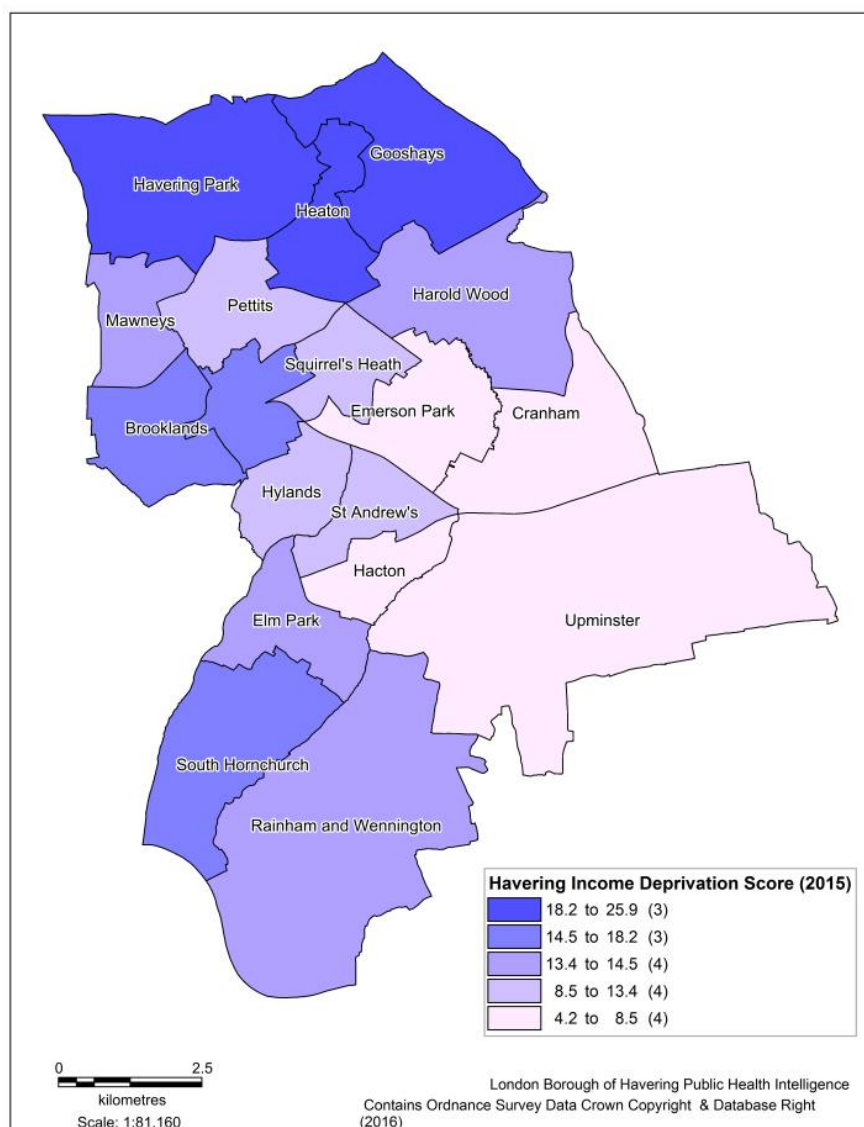 Gooshays
Havering Park
Heaton
Harold Wood
Pettits
Mawneys
Squirrel's Heath
Emerson Park
Cranham
Brooklands
Hylands
St Andrew's
Hacton
Elm Park
Upminster
South Hornchurch
Rainham and Wennington
Havering Income Deprivation Score (2015)
18.2 to 25.9 (3)
14.5 to 18.2 (3)
13.4 to 14.5 (4)
8.5 to 13.4 (4)
4.2 to 8.5 (4)
0 2.5
kilometres
Scale: 1:81,160
London Borough of Havering Public Health Intelligence
Contains Ordnance Survey Data Crown Copyright & Database Right
(2016)